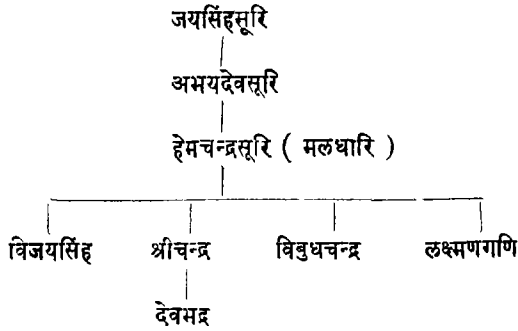 जयसिंहसूरि
अभयदेवसूरि
हेमचन्द्रसूरि ( मलधारि )
विजयसिंह श्रीचन्द्र विबुधचन्द्र लक्ष्मणगणि
देवभद्र